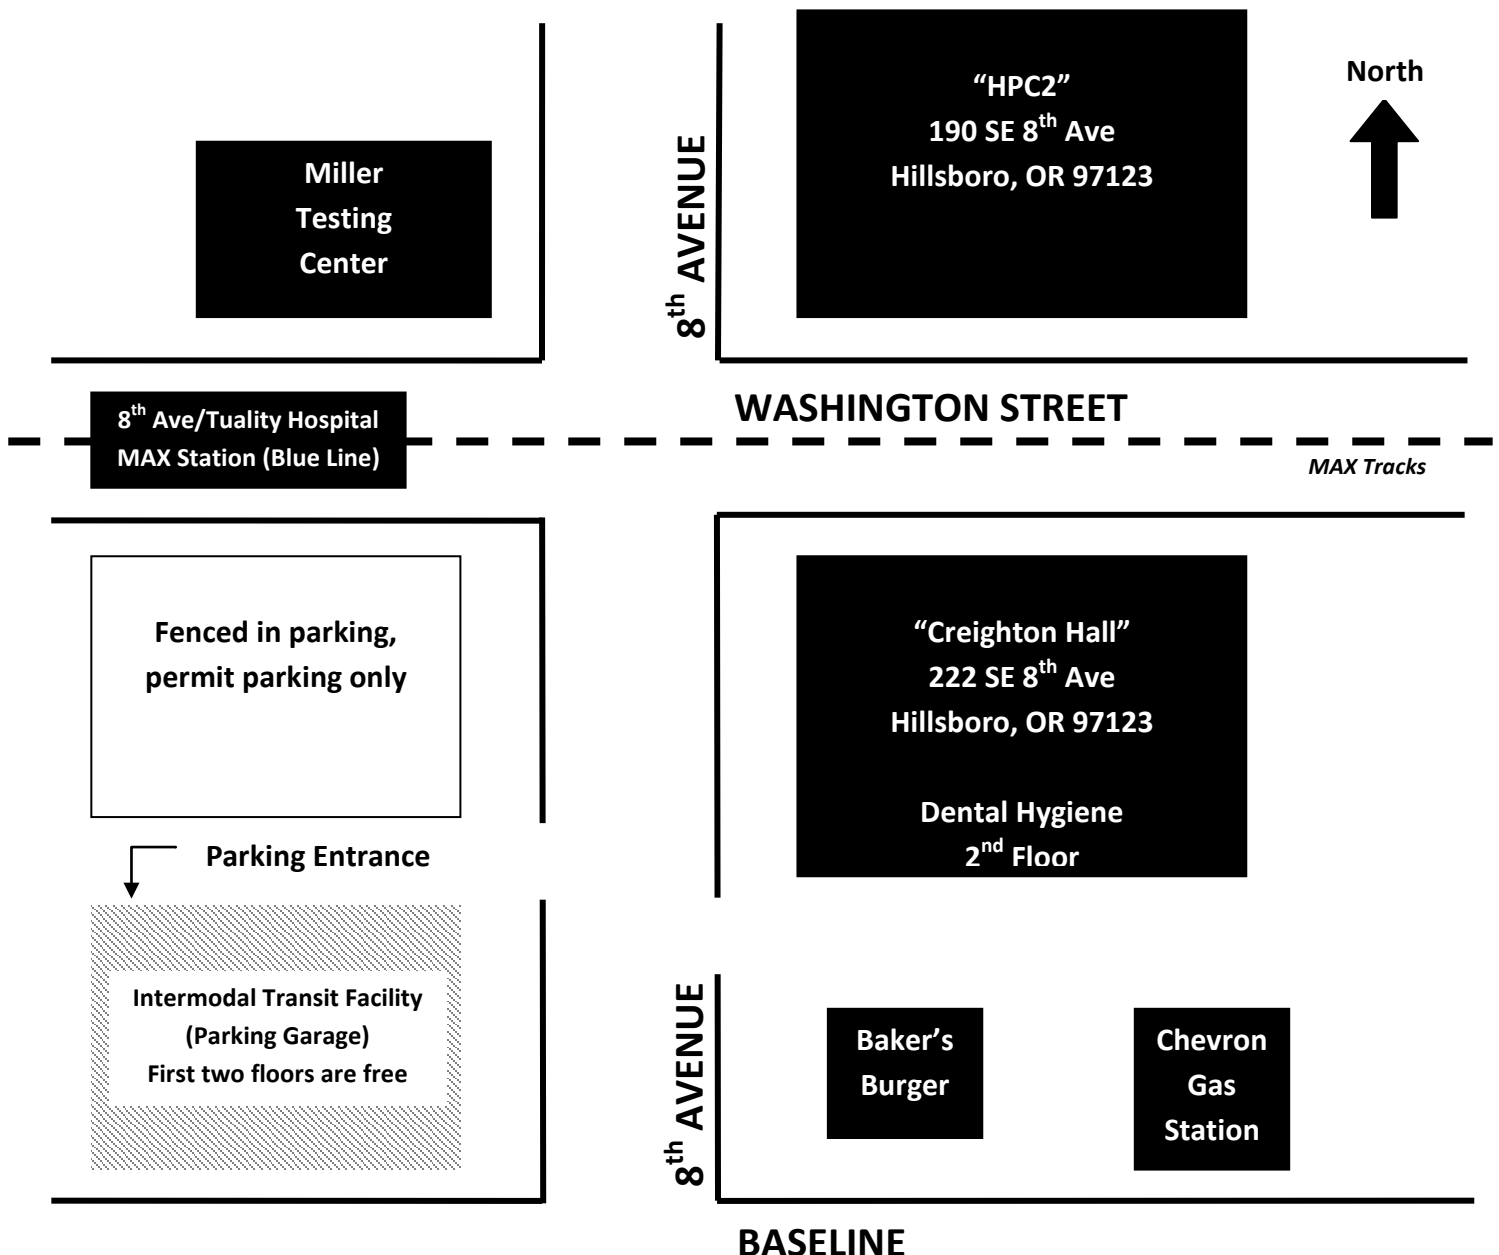 “HPC2”
190 SE 8th Ave
Hillsboro, OR 97123
North
Miller
Testing
Center
8th AVENUE
8th Ave/Tuality Hospital
MAX Station (Blue Line)
WASHINGTON STREET
MAX Tracks
Fenced in parking,
permit parking only
“Creighton Hall”
222 SE 8th Ave
Hillsboro, OR 97123
Dental Hygiene
2nd Floor
Parking Entrance
Intermodal Transit Facility
(Parking Garage)
First two floors are free
8th AVENUE
Baker’s
Burger
Chevron
Gas
Station
BASELINE